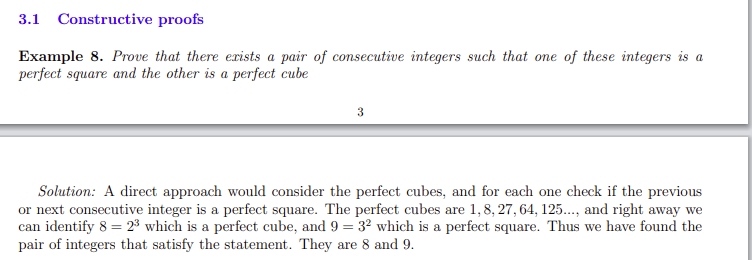 3.1 Constructive proofs
Example 8. Prove that there exists a pair of consecutive integers such that one of these integers is a
perfect square and the other is a perfect cube
3
Solution: A direct approach would consider the perfect cubes, and for each one check if the previous
or next consecutive integer is a perfect square. The perfect cubes are 1, 8, 27, 64, 125..., and right away we
can identify 8 = 2³ which is a perfect cube, and 9 = 3² which is a perfect square. Thus we have found the
pair of integers that satisfy the statement. They are 8 and 9.